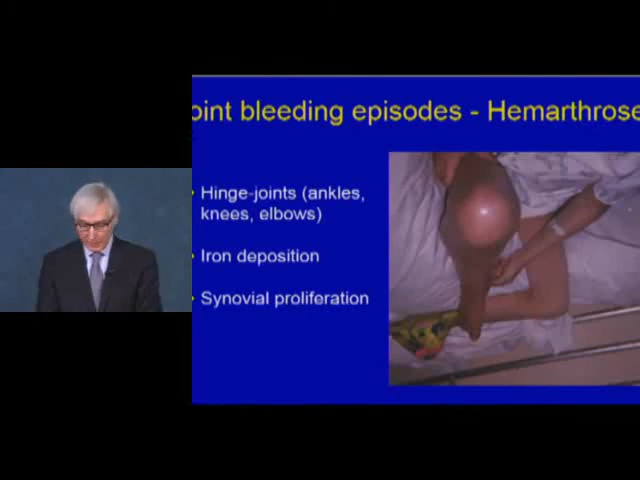 oint bleeding episodes - Hemarthrose
Hinge-joints (ankles,
knees, elbows)
Iron deposition
Synovial proliferation